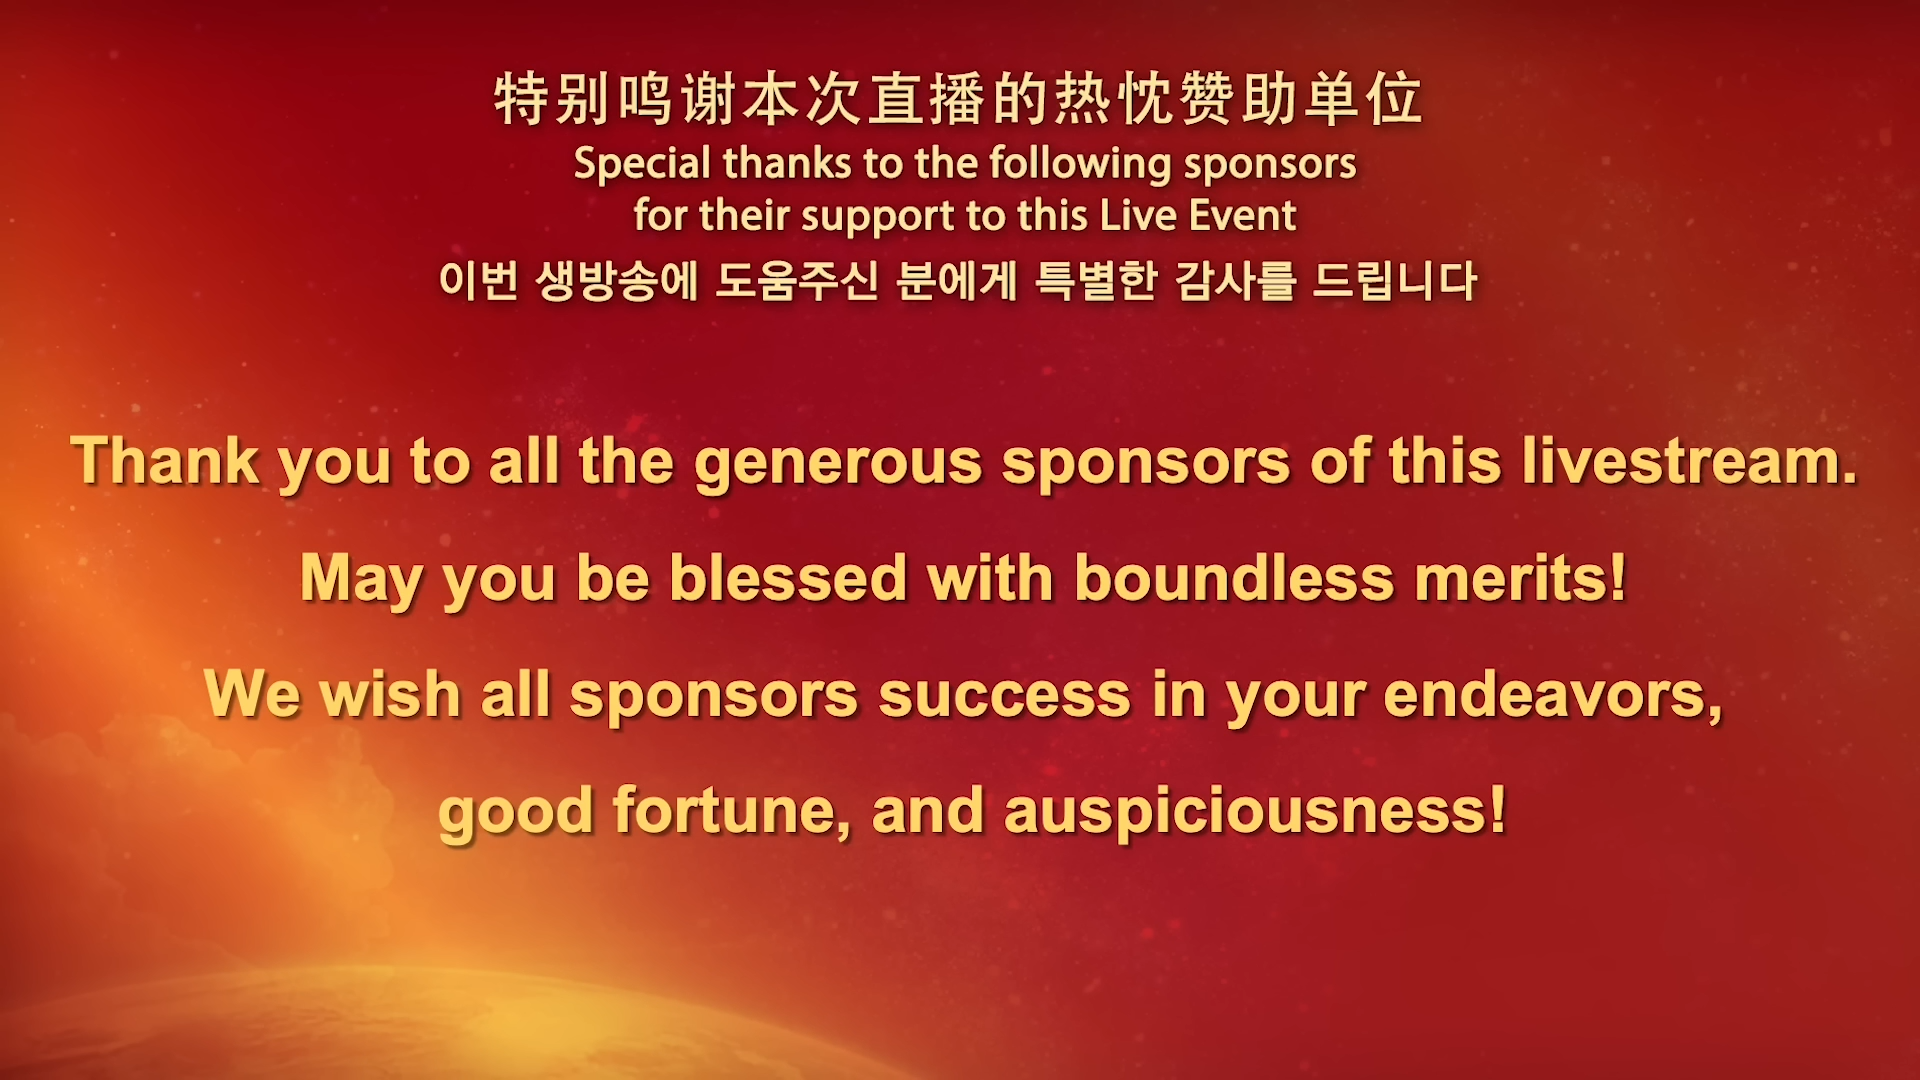 特别鸣谢本次直播的热忱赞助单位
Special thanks to the following sponsors
for their support to this Live Event
이번 생방송에 도움주신 분에게 특별한 감사를 드립니다
Thank you to all the generous sponsors of this livestream.
May you be blessed with boundless merits!
We wish all sponsors success in your endeavors,
good fortune, and auspiciousness!